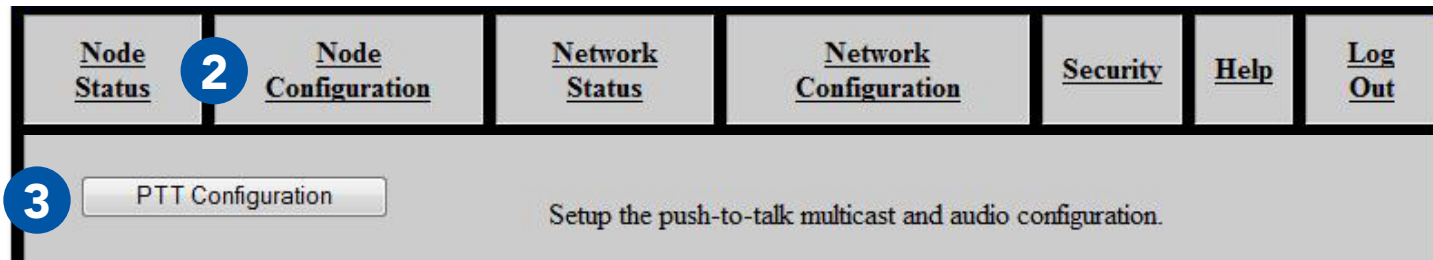 Node Status
2
Node Configuration
Network Status
Network Configuration
Security
Help
Log Out
3
PTT Configuration
Setup the push-to-talk multicast and audio configuration.